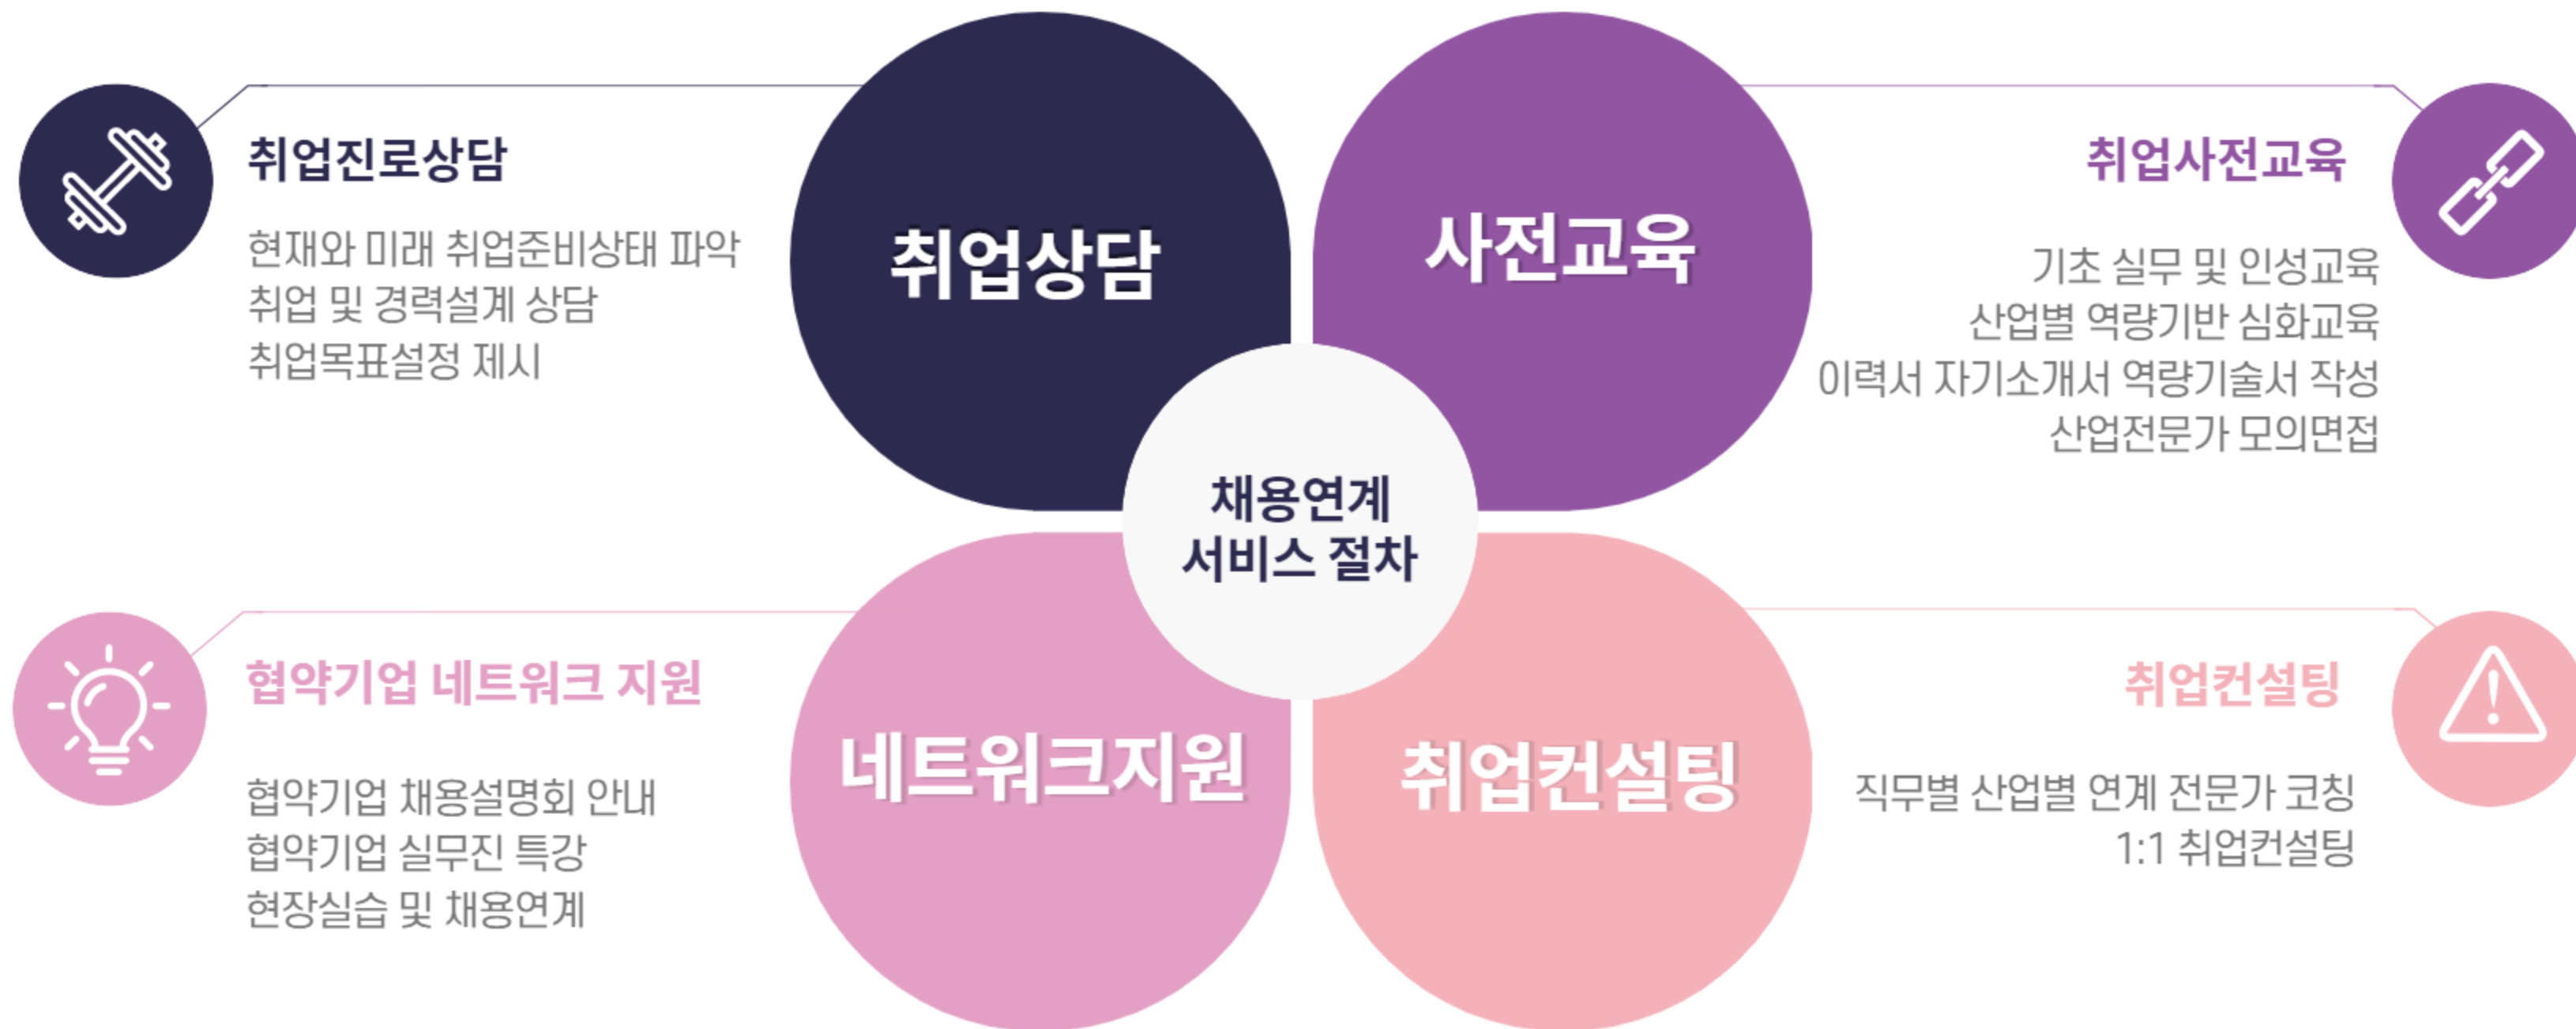 취업진로상담
현재와 미래 취업준비상태 파악
취업 및 경력설계 상담
취업목표설정 제시
취업상담
사전교육
취업사전교육
기초 실무 및 인성교육
산업별 역량기반 심화교육
이력서 자기소개서 역량기술서 작성
산업전문가 모의면접
채용연계
서비스 절차
협약기업 네트워크 지원
협약기업 채용설명회 안내
협약기업 실무진 특강
현장실습 및 채용연계
네트워크지원
취업컨설팅
취업컨설팅
직무별 산업별 연계 전문가 코칭
1:1 취업컨설팅